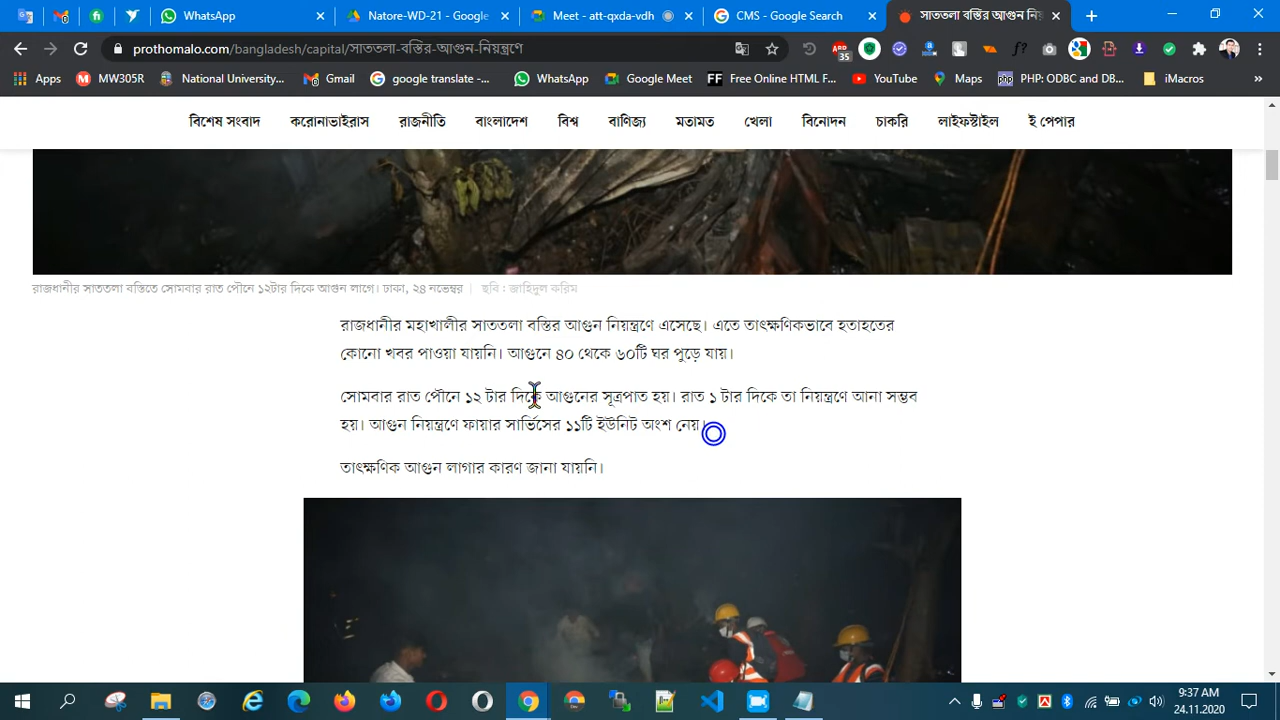 WhatsApp
Natore-WD-21 - Google
Meet - att-qxda-vdh
CMS - Google Search
সাততলা বস্তির আগুন
prothomalo.com/bangladesh/capital/সাততলা-বস্তির-আগুন-নিয়ন্ত্রণে
35
Apps
MW305R
National University...
Gmail
google translate -...
WhatsApp
Google Meet
FF Free Online HTML F...
YouTube
Maps
PHP: ODBC and DB...
iMacros
বিশেষ সংবাদ করোনাভাইরাস রাজনীতি বাংলাদেশ বিশ্ব বাণিজ্য মতামত খেলা বিনোদন চাকরি লাইফস্টাইল ই পেপার
রাজধানীর সাততলা বস্তিতে সোমবার রাত পৌনে ১২টার দিকে আগুন লাগে। ঢাকা, ২৪ নভেম্বর | ছবি : জাহিদুল করিম
রাজধানীর মহাখালীর সাততলা বস্তির আগুন নিয়ন্ত্রণে এসেছে। এতে তাৎক্ষণিকভাবে হতাহতের
কোনো খবর পাওয়া যায়নি। আগুনে ৪০ থেকে ৬০টি ঘর পুড়ে যায়।
সোমবার রাত পৌনে ১২ টার দিকে আগুনের সূত্রপাত হয়। রাত ১ টার দিকে তা নিয়ন্ত্রণে আনা সম্ভব
হয়। আগুন নিয়ন্ত্রণে ফায়ার সার্ভিসের ১১টি ইউনিট অংশ নেয়।
তাৎক্ষণিক আগুন লাগার কারণ জানা যায়নি।
9:37 AM
24.11.2020